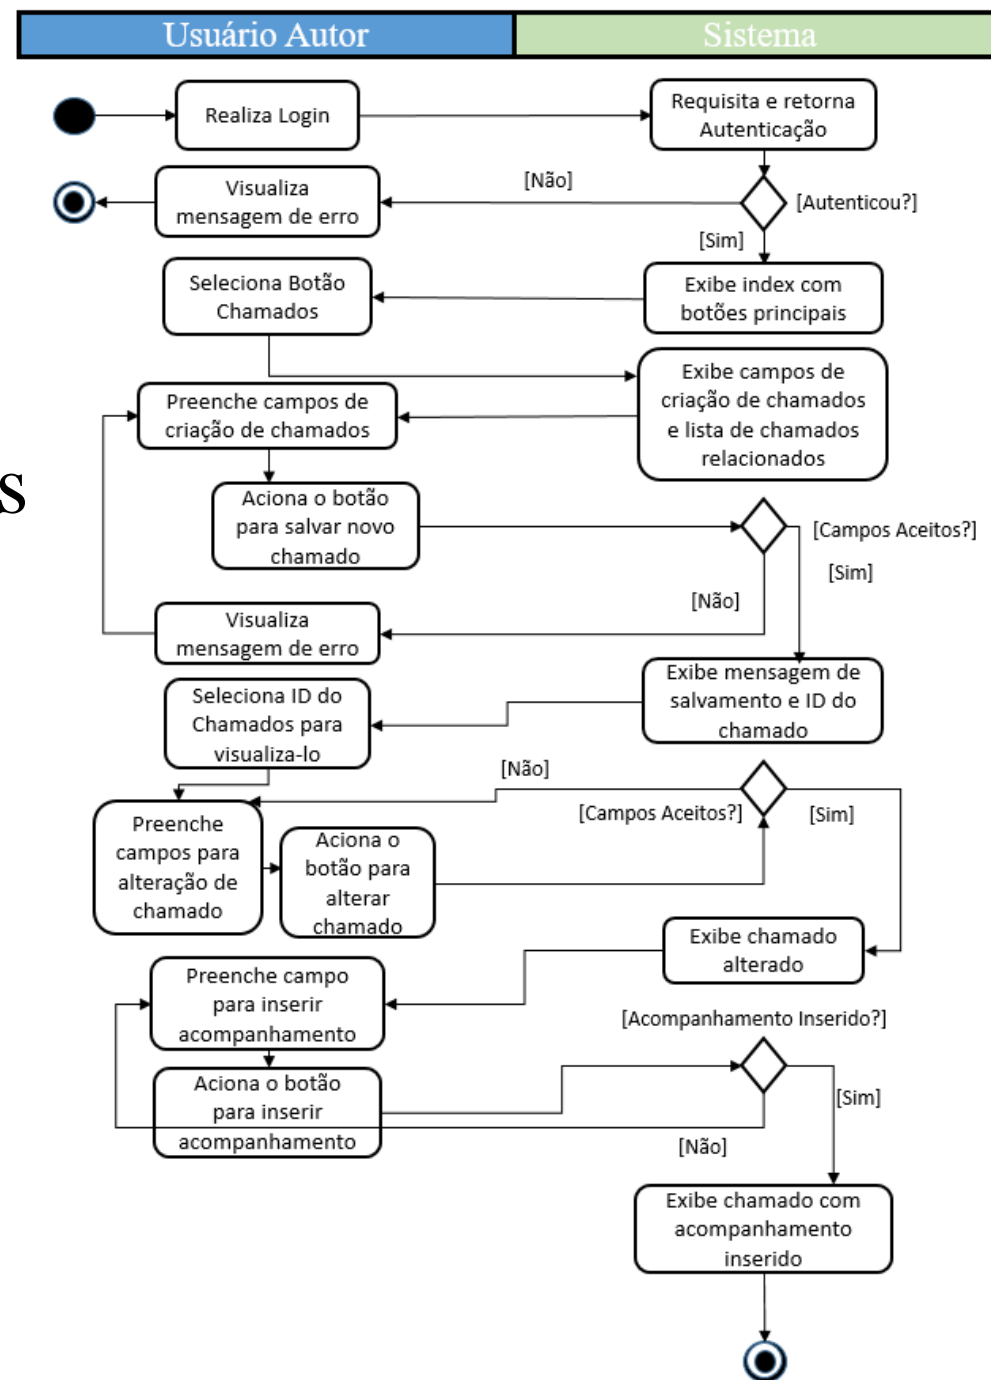 Usuário Autor
Sistema
Realiza Login
Requisita e retorna
Autenticação
Visualiza
mensagem de erro
[Não]
[Autenticou?]
[Sim]
Seleciona Botão
Chamados
Exibe index com
botões principais
Exibe campos de
criação de chamados
e lista de chamados
relacionados
Preenche campos de
criação de chamados
s
Aciona o botão
para salvar novo
chamado
[Campos Aceitos?]
[Sim]
[Não]
Visualiza
mensagem de erro
Exibe mensagem de
salvamento e ID do
chamado
Seleciona ID do
Chamados para
visualiza-lo
[Não]
[Campos Aceitos?]
[Sim]
Preenche
campos para
alteração de
chamado
Aciona o
botão para
alterar
chamado
Exibe chamado
alterado
Preenche campo
para inserir
acompanhamento
[Acompanhamento Inserido?]
Aciona o botão
para inserir
acompanhamento
[Sim]
[Não]
Exibe chamado com
acompanhamento
inserido